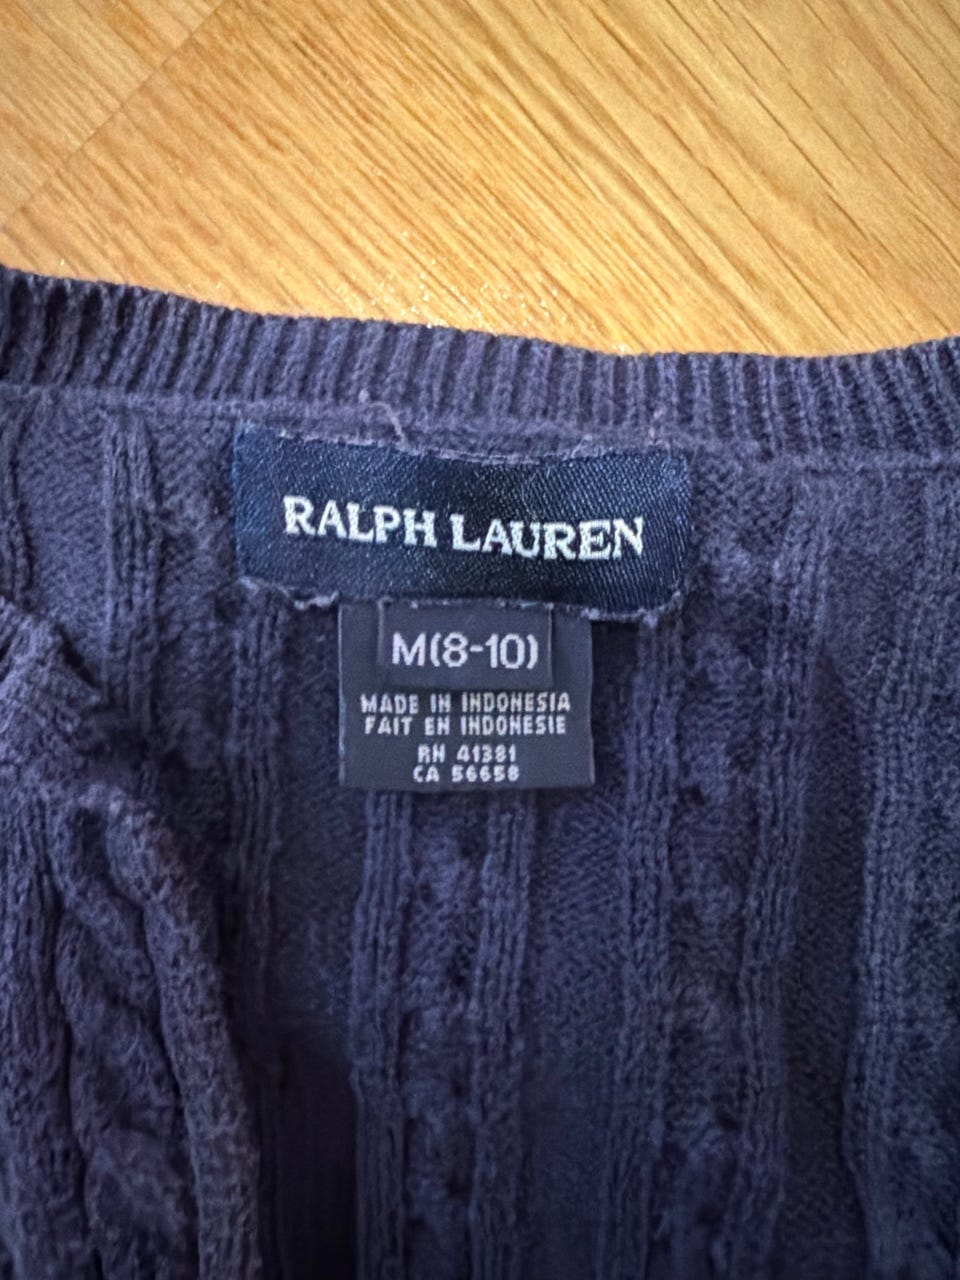 RALPH LAUREN
M(8-10)
MADE IN INDONESIA
FAIT EN INDONESIE
RN 41381
CA 56658